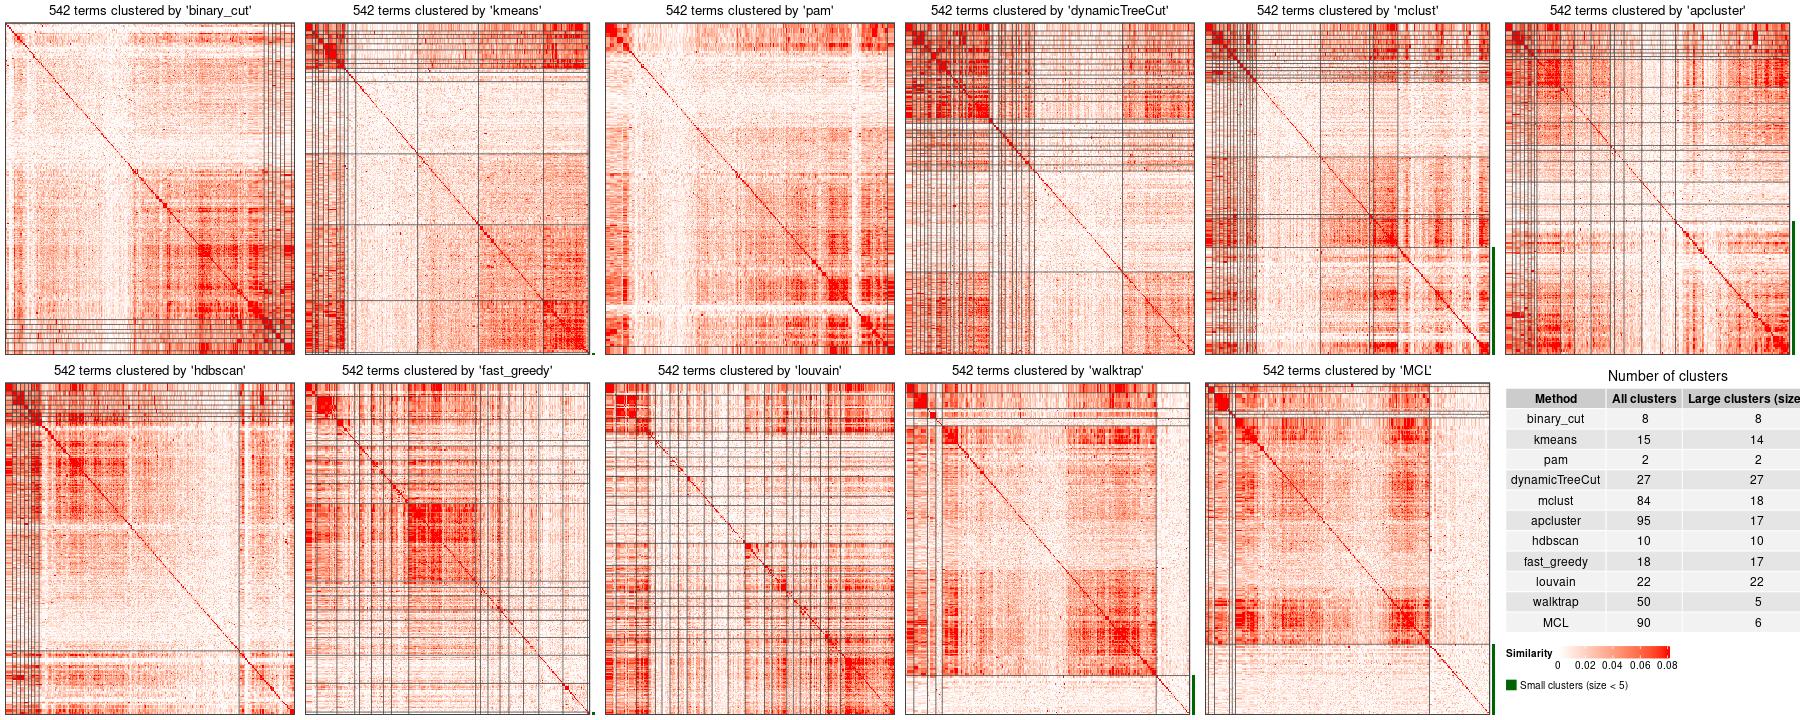 542 terms clustered by 'binary_cut'
542 terms clustered by 'kmeans'
542 terms clustered by 'pam'
542 terms clustered by 'dynamicTreeCut'
542 terms clustered by 'mclust'
542 terms clustered by 'apcluster'
542 terms clustered by 'hdbscan'
542 terms clustered by 'fast_greedy'
542 terms clustered by 'louvain'
542 terms clustered by 'walktrap'
542 terms clustered by 'MCL'
Number of clusters
Method All clusters Large clusters (size
binary_cut 8 8
kmeans 15 14
pam 2 2
dynamicTreeCut 27 27
mclust 84 18
apcluster 95 17
hdbscan 10 10
fast_greedy 18 17
louvain 22 22
walktrap 50 5
MCL 90 6
Similarity
0 0.02 0.04 0.06 0.08
Small clusters (size < 5)